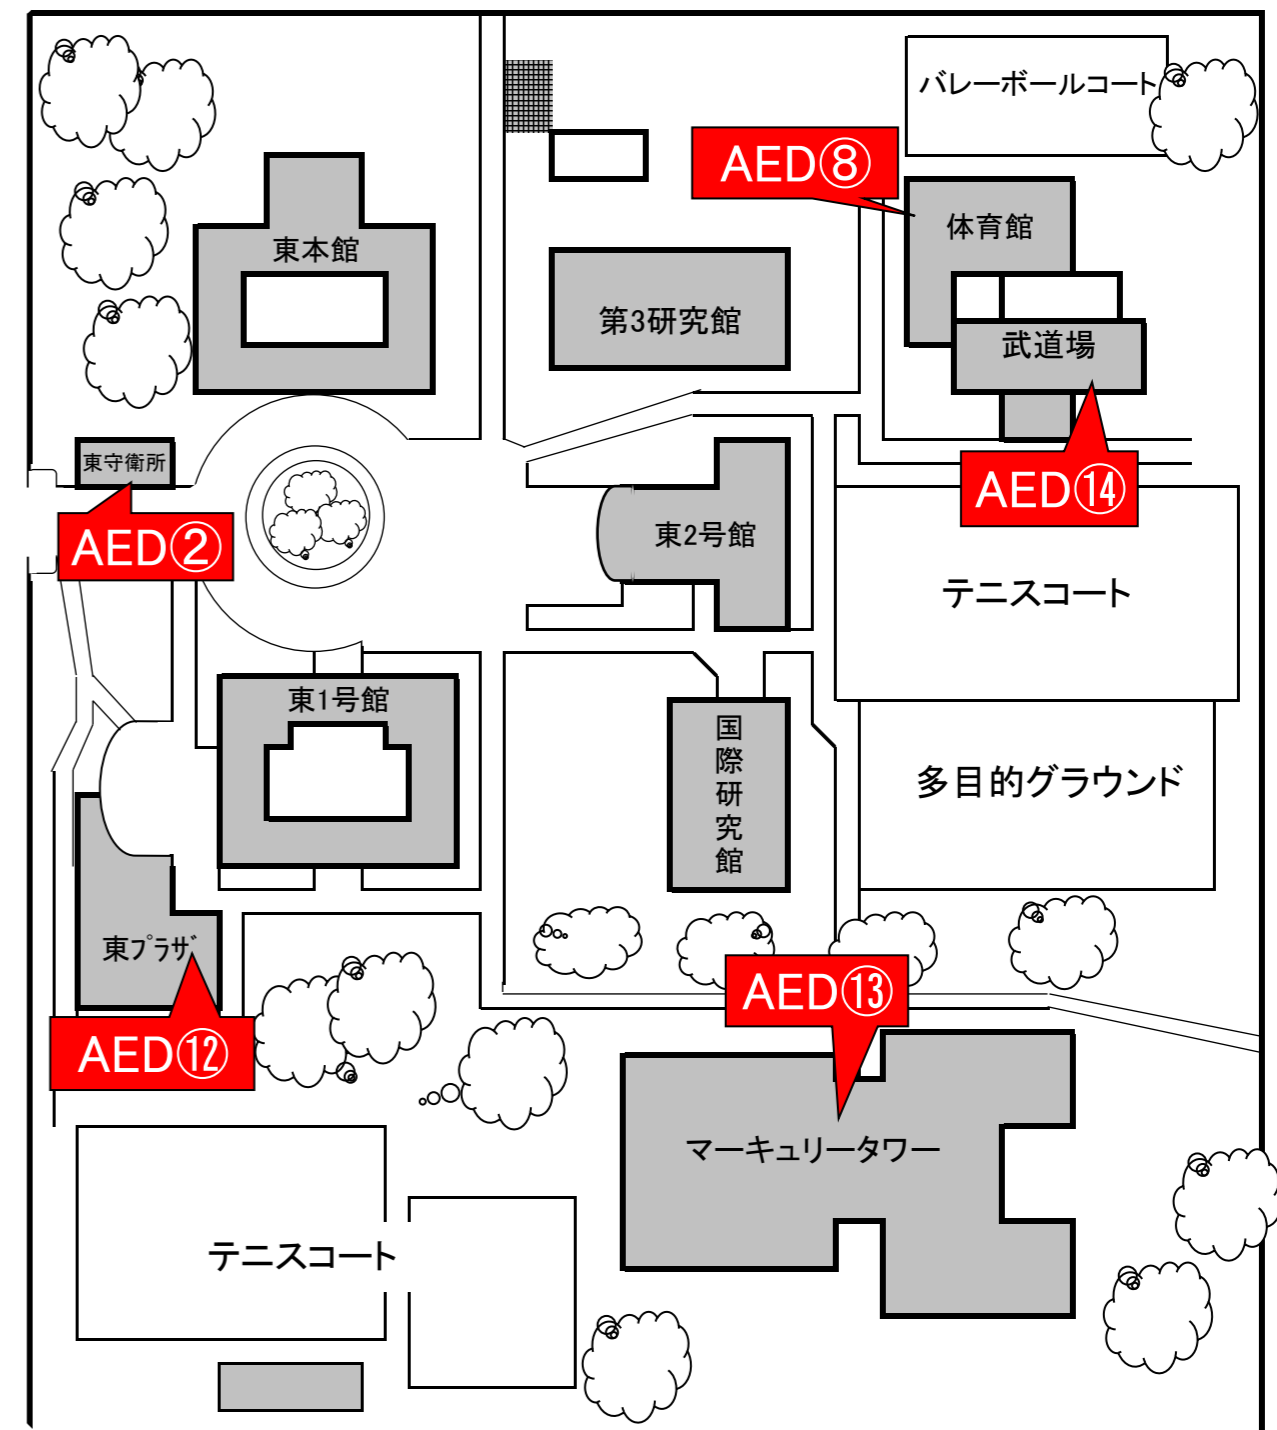 バレーボールコート
AED⑧
体育館
東本館
第3研究館
武道場
東守衛所
AED⑭
AED②
東2号館
テニスコート
東1号館
国際研究館
多目的グラウンド
東プラザ
AED⑬
AED⑫
マーキュリータワー
テニスコート